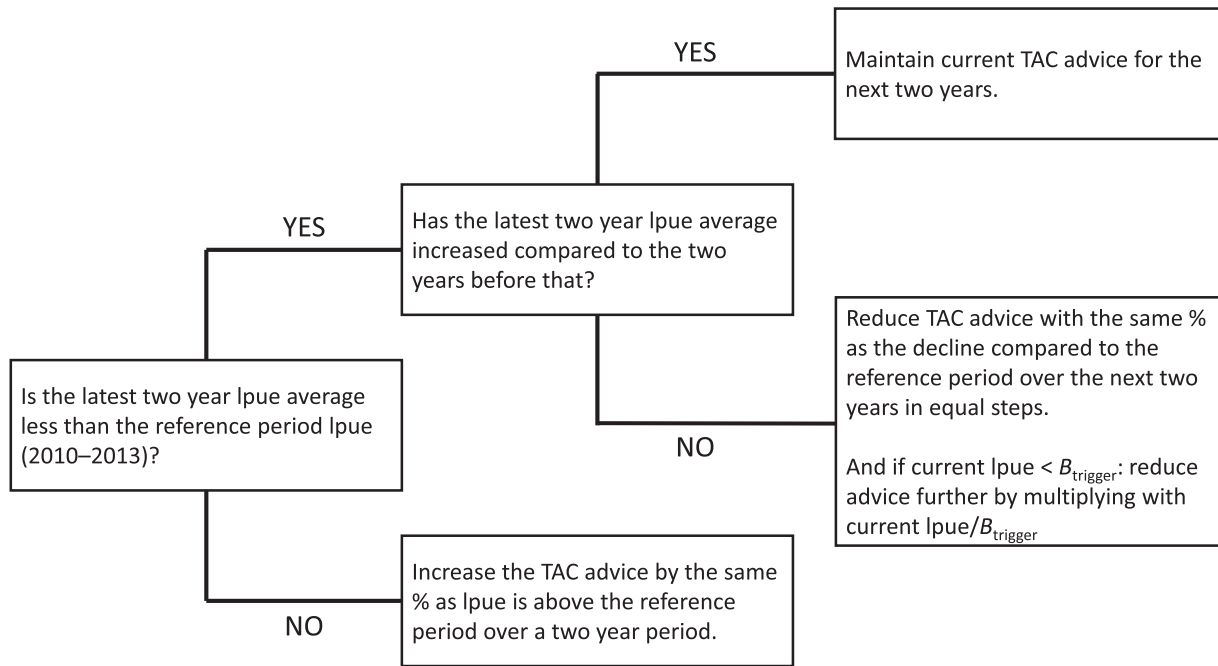 YES
Maintain current TAC advice for the
next two years.
YES
Has the latest two year lpue average
increased compared to the two
years before that?
Reduce TAC advice with the same %
as the decline compared to the
reference period over the next two
years in equal steps.
And if current lpue < Btrigger: reduce
advice further by multiplying with
current lpue/Btrigger
NO
Is the latest two year lpue average
less than the reference period lpue
(2010–2013)?
Increase the TAC advice by the same
% as lpue is above the reference
period over a two year period.
NO